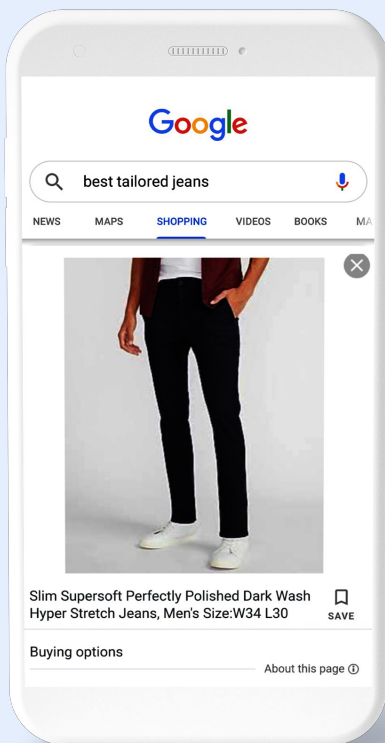 Google
best tailored jeans
NEWS MAPS SHOPPING VIDEOS BOOKS MA
Slim Supersoft Perfectly Polished Dark Wash
Hyper Stretch Jeans, Men's Size:W34 L30
SAVE
Buying options
About this page